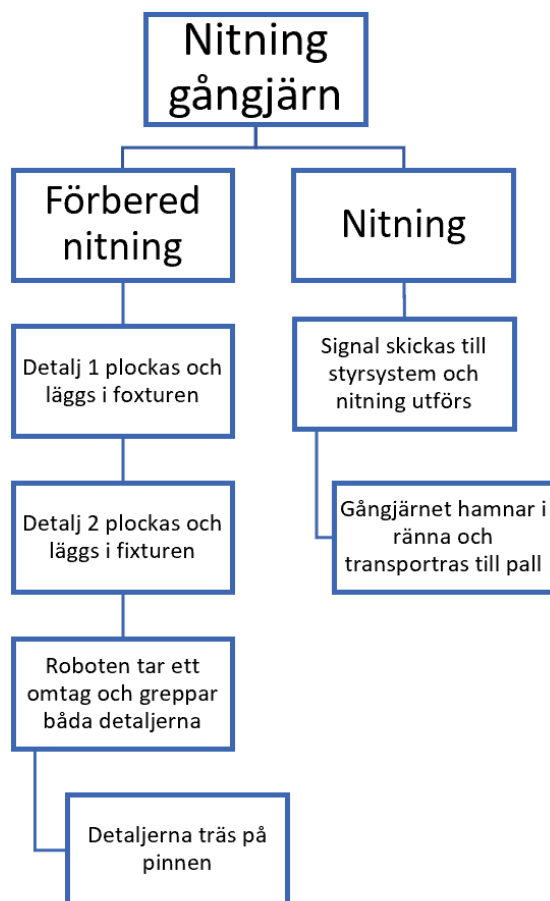 Nitning
gångjärn
Förbered
nitning
Nitning
Detalj 1 plockas och
läggs i foxturen
Signal skickas till
styrsystem och
nitning utförs
Detalj 2 plockas och
läggs i fixturen
Gångjärnet hamnar i
ränna och
transportras till pall
Roboten tar ett
omtag och greppar
båda detaljerna
Detaljerna träs på
pinnen